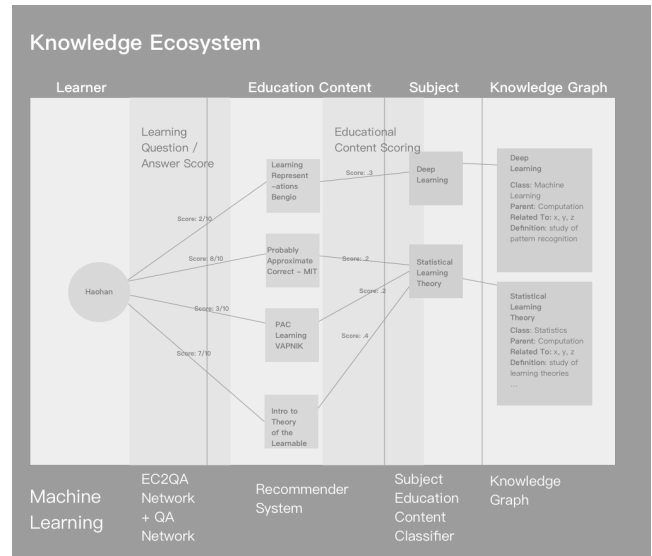 Knowledge Ecosystem
Learner
Education Content
Subject
Knowledge Graph
Learning
Question /
Answer Score
Educational
Content Scoring
Haohan
Score: 2/10
Score: 8/10
Score: 3/10
Score: 7/10
Learning
Represent
-ations
Bengio
Probably
Approximate
Correct - MIT
PAC
Learning
VAPNIK
Intro to
Theory
of the
Learnable
Score: .3
Score: .2
Score: .2
Score: .4
Deep
Learning
Statistical
Learning
Theory
Deep
Learning
Class: Machine
Learning
Parent: Computation
Related To: x, y, z
Definition: study of
pattern recognition
Statistical
Learning
Theory
Class: Statistics
Parent: Computation
Related To: x, y, z
Definition: study of
learning theories
...
Machine
Learning
EC2QA
Network
+ QA
Network
Recommender
System
Subject
Education
Content
Classifier
Knowledge
Graph